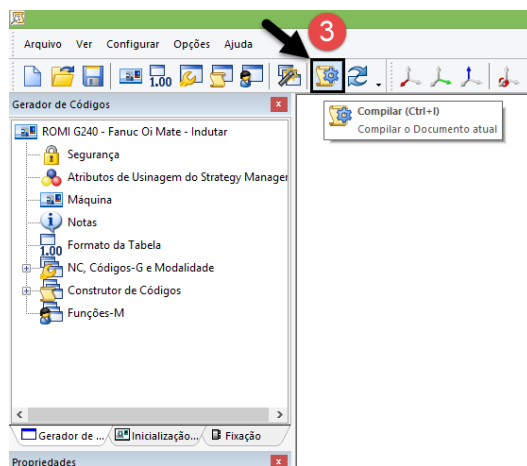 3
Arquivo Ver Configurar Opções Ajuda
1.00
Gerador de Códigos x
Compilar (Ctrl+I)
Compilar o Documento atual
ROMI G240 - Fanuc Oi Mate - Indutar
Segurança
Atributos de Usinagem do Strategy Manager
Máquina
Notas
Formato da Tabela
1.00
NC, Códigos-G e Modalidade
Construtor de Códigos
Funções-M
Gerador de ... Inicialização... Fixação
Propriedades x